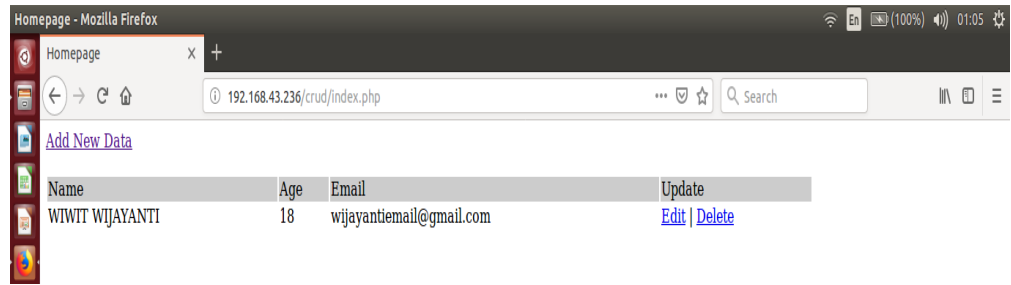 Homepage - Mozilla Firefox En (100%) 01:05
Homepage
192.168.43.236/crud/index.php Search
Add New Data
Name Age Email Update
WIWIT WIJAYANTI 18 wijayantiemail@gmail.com Edit | Delete